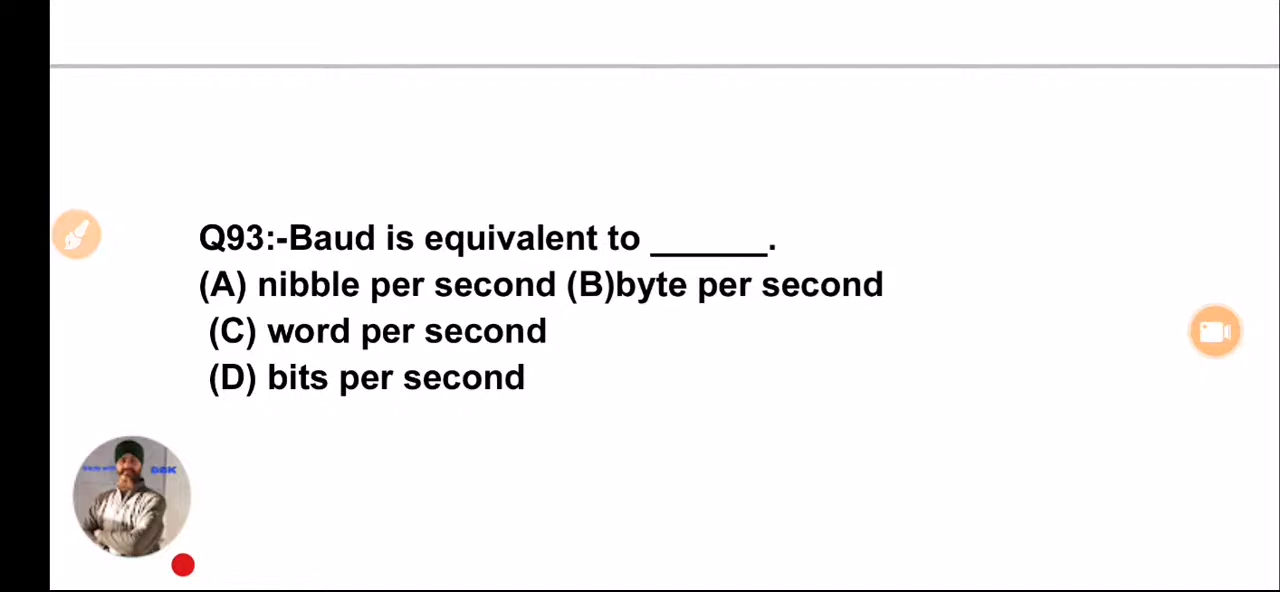 Q93:-Baud is equivalent to ______.
(A) nibble per second (B)byte per second
(C) word per second
(D) bits per second